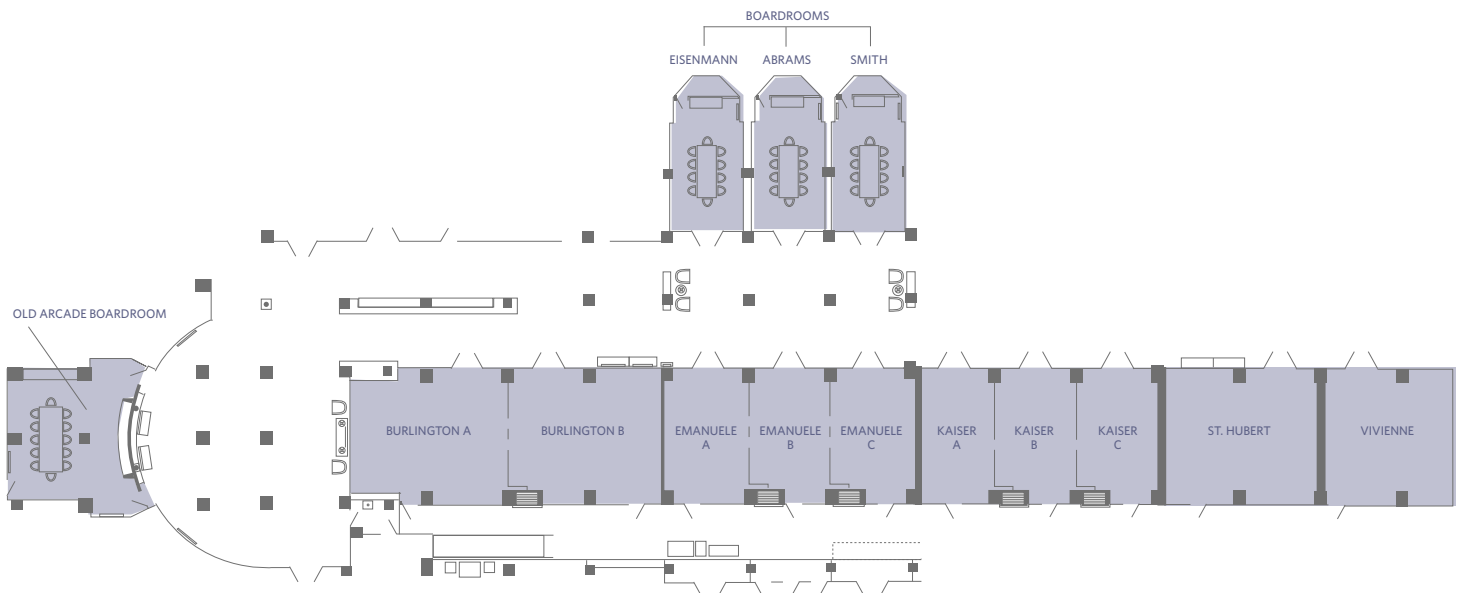 BOARDROOMS
EISENMANN ABRAMS SMITH
OLD ARCADE BOARDROOM
BURLINGTON A
BURLINGTON B
EMANUELE
A
EMANUELE
B
EMANUELE
C
KAISER
A
KAISER
B
KAISER
C
ST. HUBERT
VIVIENNE